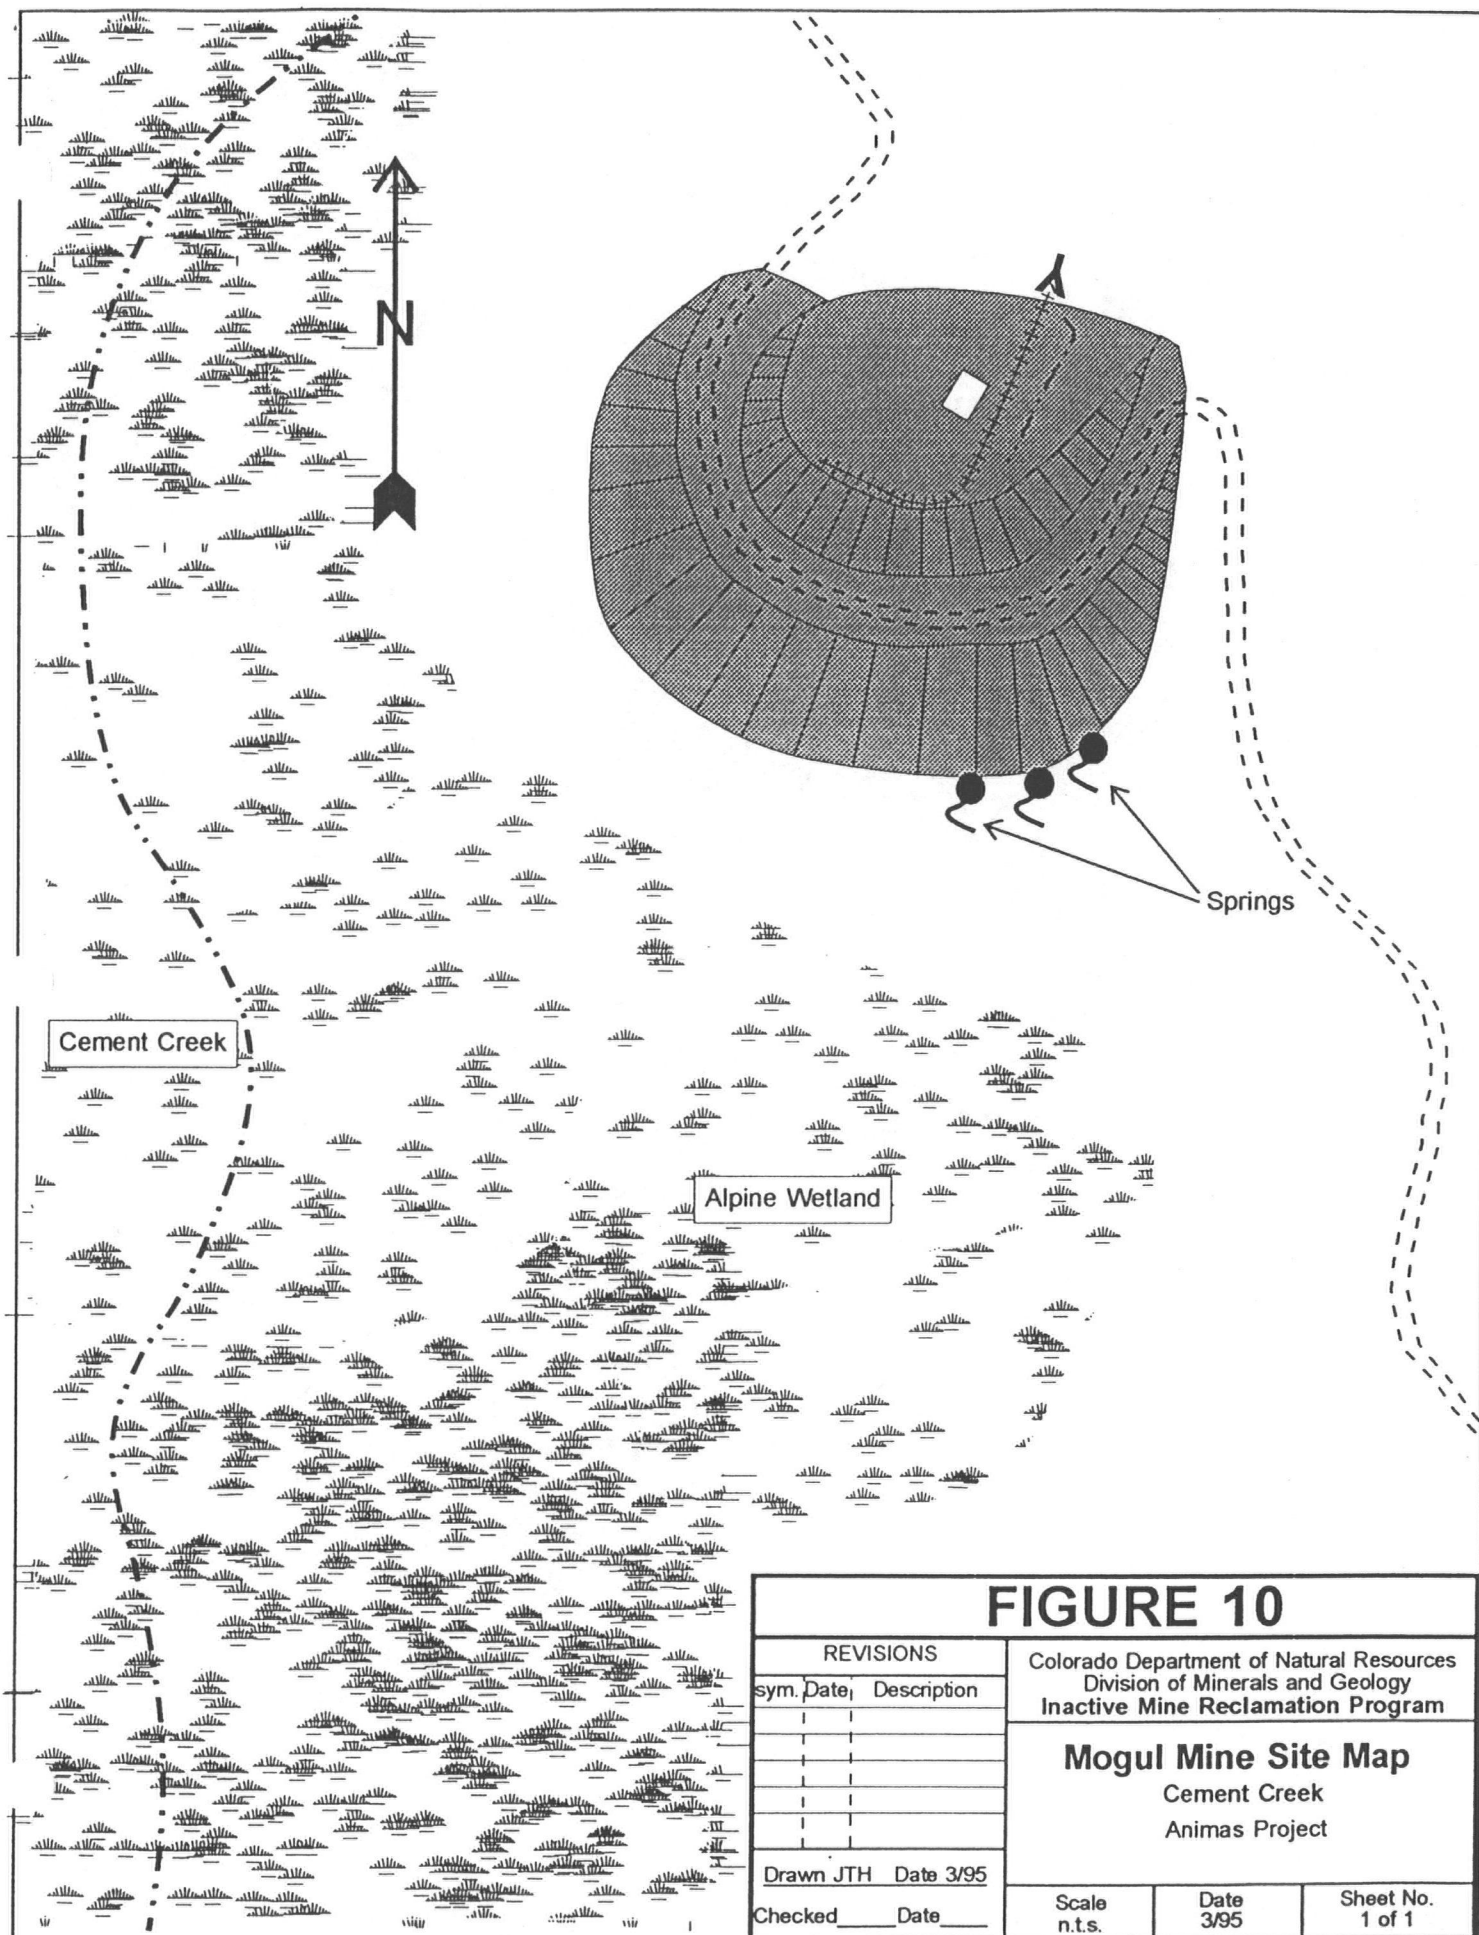 N
Springs
Cement Creek
Alpine Wetland
FIGURE 10
REVISIONS
sym. Date Description
Drawn JTH Date 3/95
Checked Date
Colorado Department of Natural Resources
Division of Minerals and Geology
Inactive Mine Reclamation Program
Mogul Mine Site Map
Cement Creek
Animas Project
Scale
n.t.s.
Date
3/95
Sheet No.
1 of 1